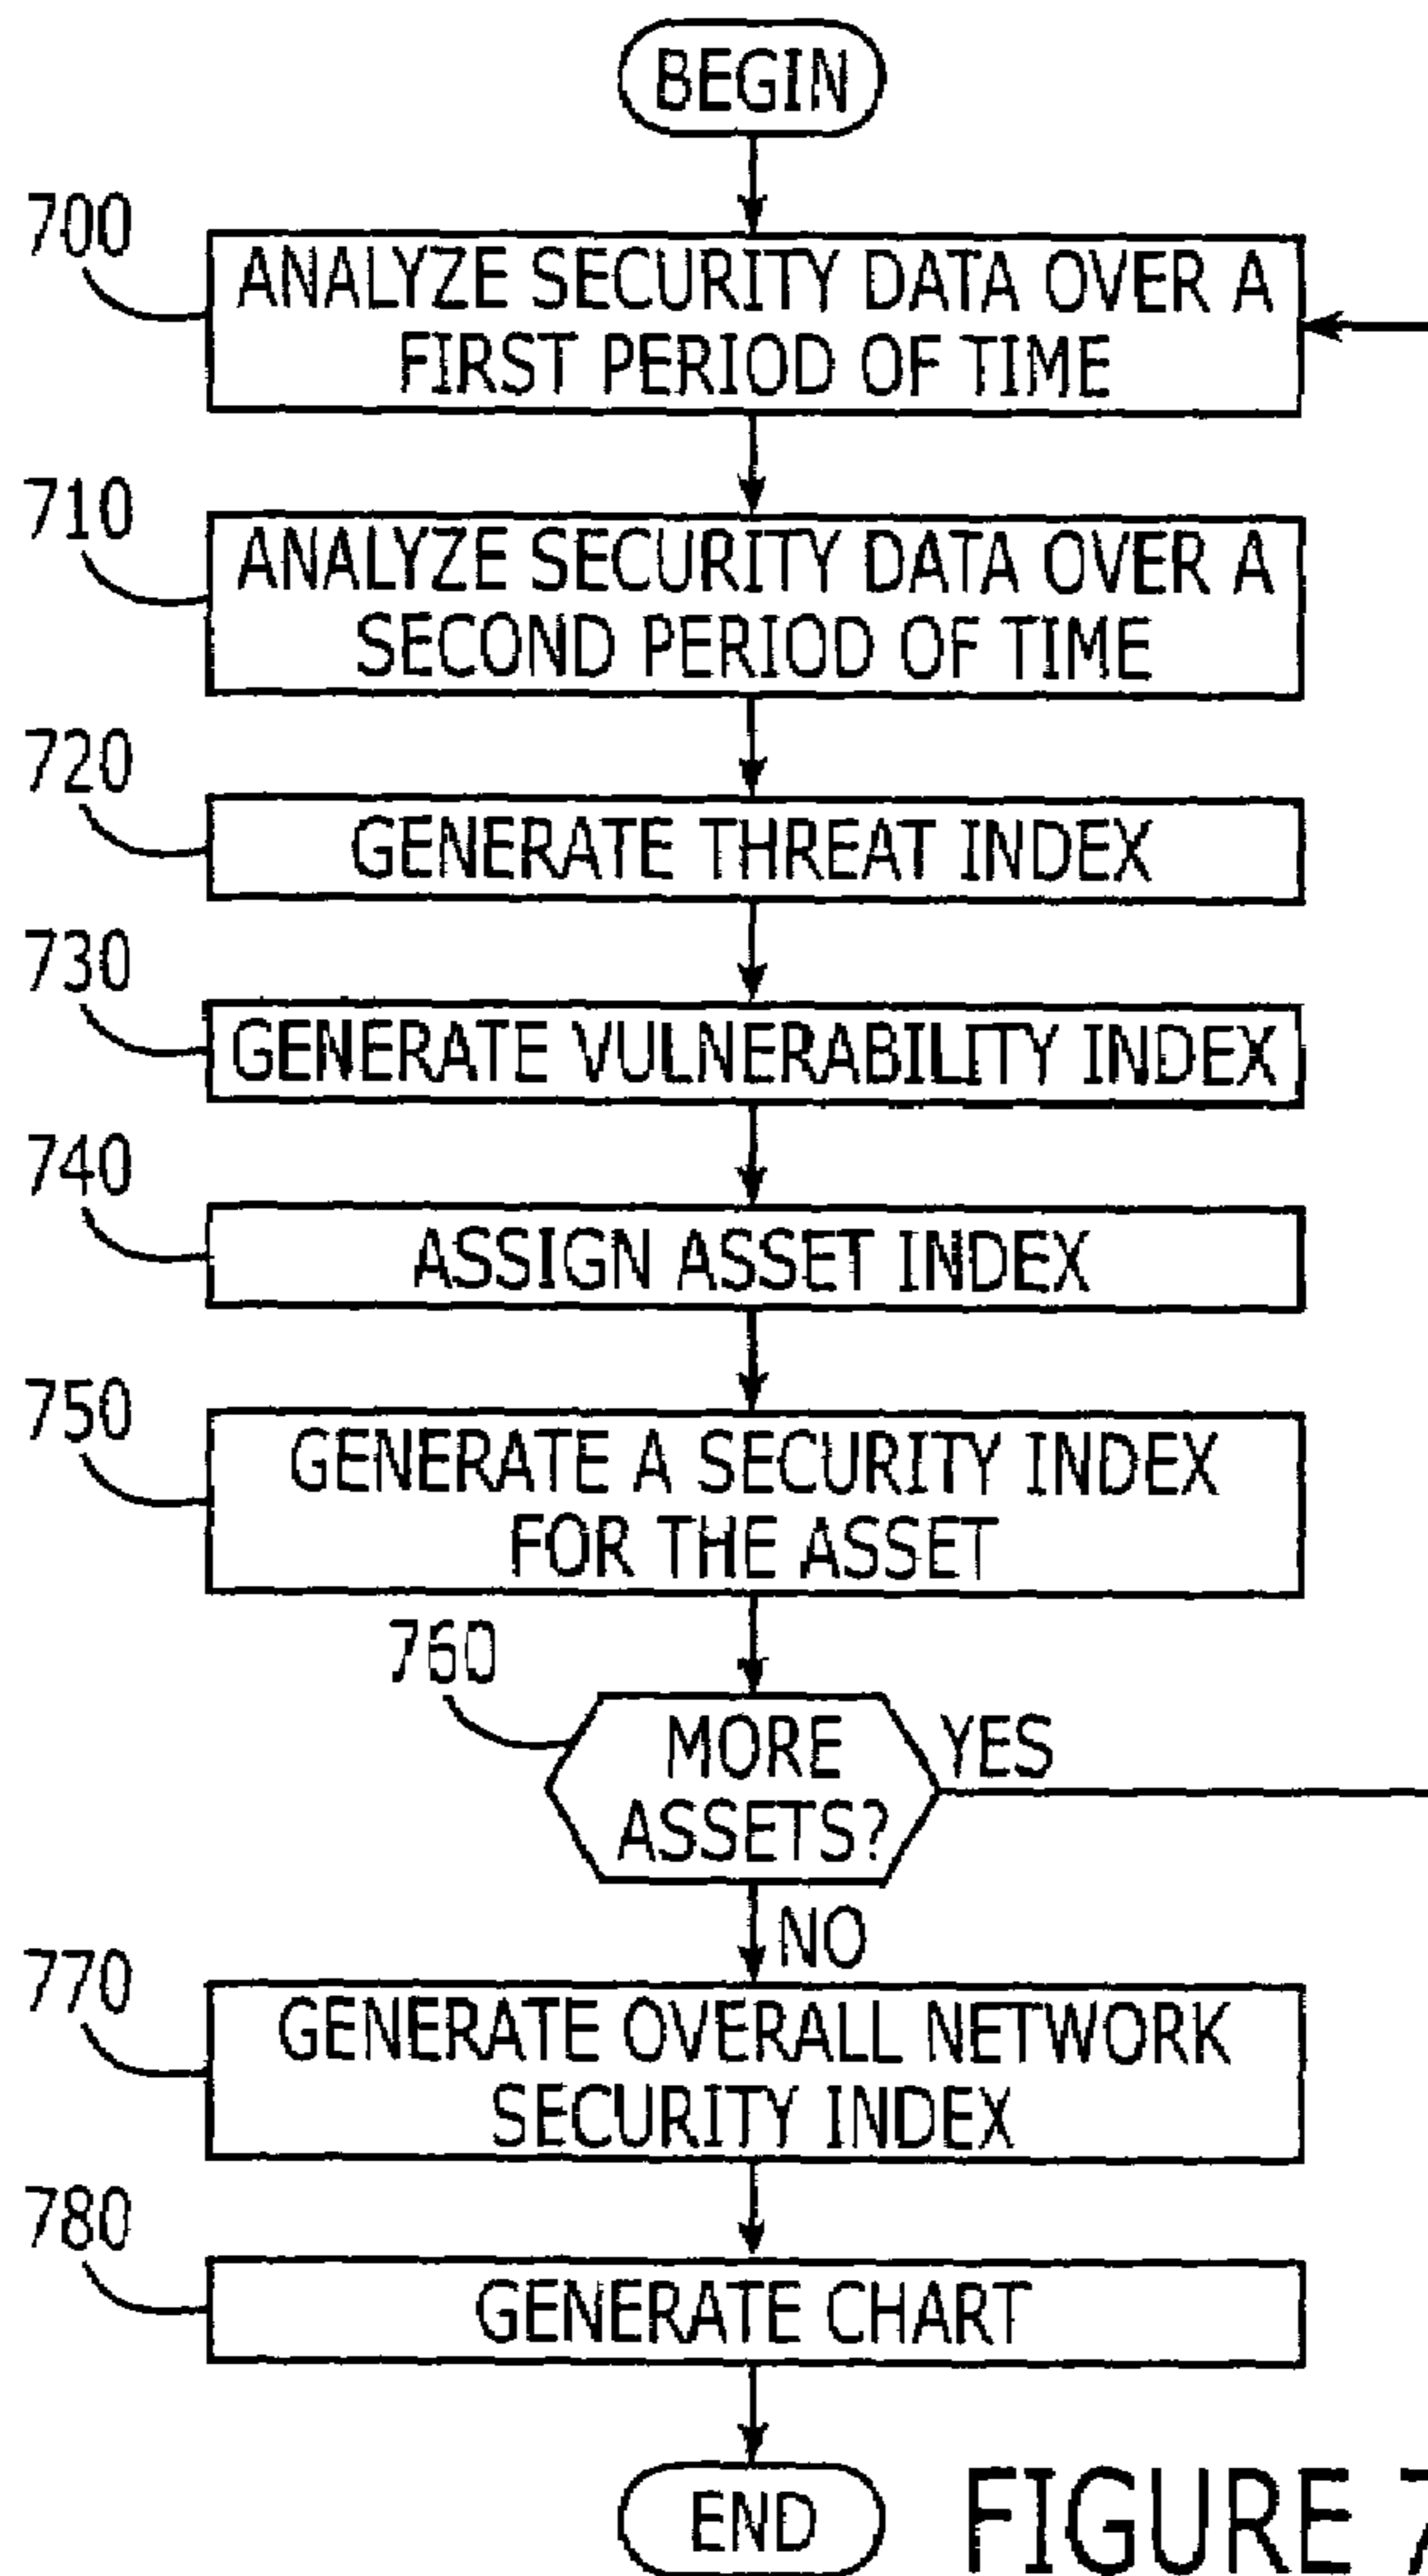 BEGIN
700
ANALYZE SECURITY DATA OVER A
FIRST PERIOD OF TIME
710
ANALYZE SECURITY DATA OVER A
SECOND PERIOD OF TIME
720
GENERATE THREAT INDEX
730
GENERATE VULNERABILITY INDEX
740
ASSIGN ASSET INDEX
750
GENERATE A SECURITY INDEX
FOR THE ASSET
760
MORE
ASSETS?
YES
NO
770
GENERATE OVERALL NETWORK
SECURITY INDEX
780
GENERATE CHART
END
FIGURE 7